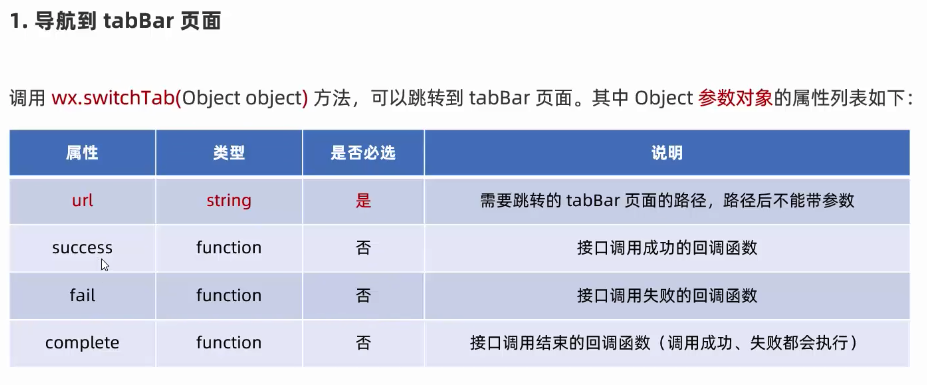 1. 导航到 tabBar 页面
调用 wx.switchTab(Object object) 方法，可以跳转到 tabBar 页面。其中 Object 参数对象的属性列表如下：
属性 类型 是否必选 说明
url string 是 需要跳转的 tabBar 页面的路径，路径后不能带参数
success function 否 接口调用成功的回调函数
fail function 否 接口调用失败的回调函数
complete function 否 接口调用结束的回调函数（调用成功、失败都会执行）